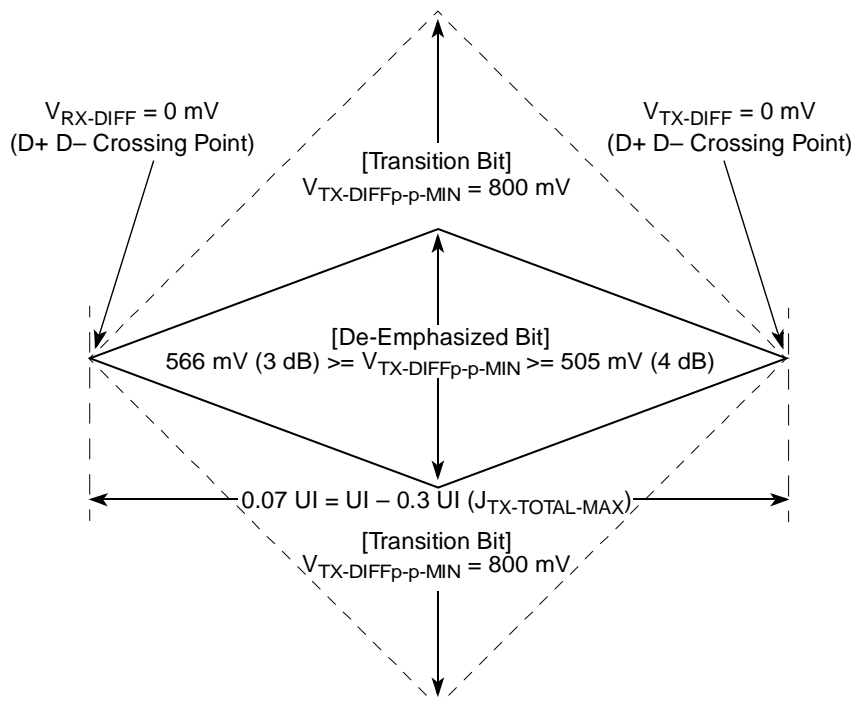 V_RX-DIFF = 0 mV
(D+ D– Crossing Point)
V_TX-DIFF = 0 mV
(D+ D– Crossing Point)
[Transition Bit]
V_TX-DIFFp-p-MIN = 800 mV
[De-Emphasized Bit]
566 mV (3 dB) >= V_TX-DIFFp-p-MIN >= 505 mV (4 dB)
0.07 UI = UI – 0.3 UI (J_TX-TOTAL-MAX)
[Transition Bit]
V_TX-DIFFp-p-MIN = 800 mV